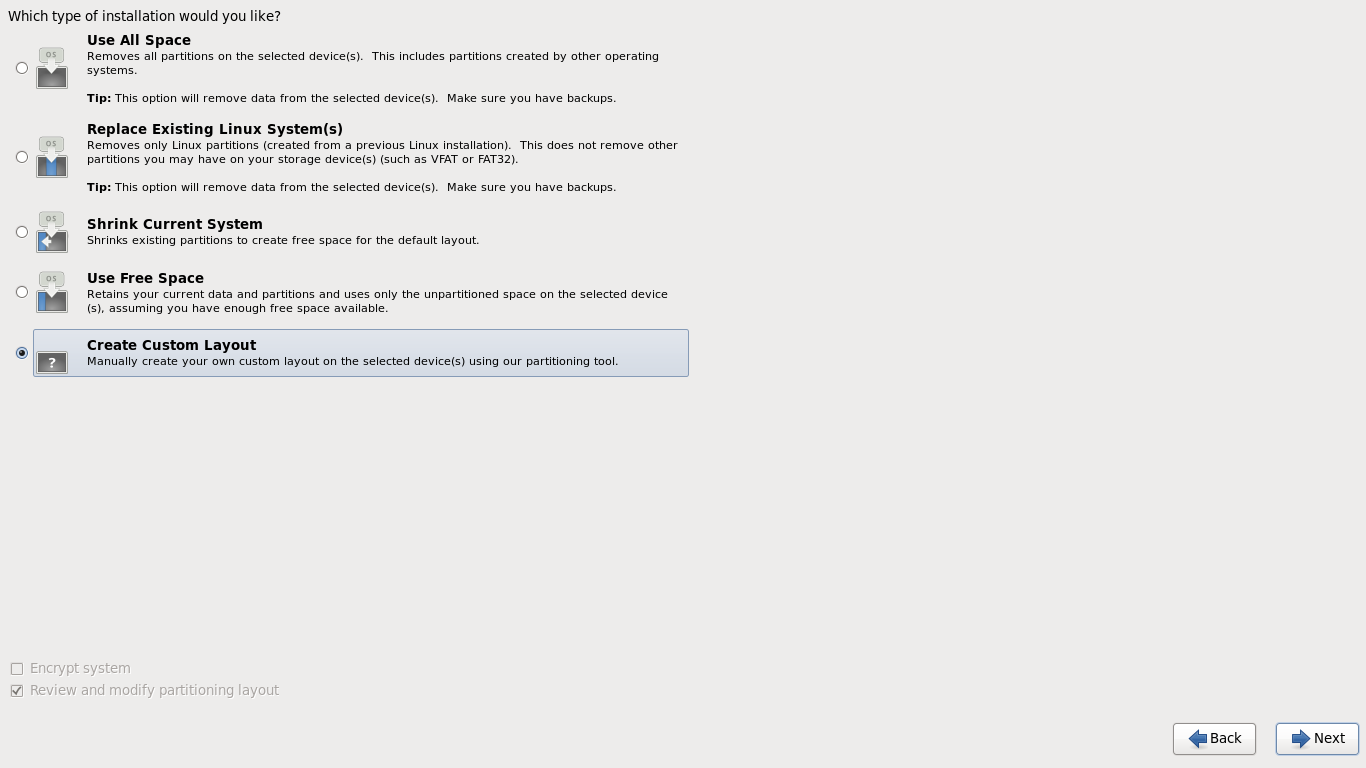 Which type of installation would you like?
OS
Use All Space
Removes all partitions on the selected device(s).  This includes partitions created by other operating
systems.
Tip: This option will remove data from the selected device(s).  Make sure you have backups.
OS
Replace Existing Linux System(s)
Removes only Linux partitions (created from a previous Linux installation).  This does not remove other
partitions you may have on your storage device(s) (such as VFAT or FAT32).
Tip: This option will remove data from the selected device(s).  Make sure you have backups.
OS
Shrink Current System
Shrinks existing partitions to create free space for the default layout.
OS
Use Free Space
Retains your current data and partitions and uses only the unpartitioned space on the selected device
(s), assuming you have enough free space available.
?
Create Custom Layout
Manually create your own custom layout on the selected device(s) using our partitioning tool.
Encrypt system
Review and modify partitioning layout
Back
Next